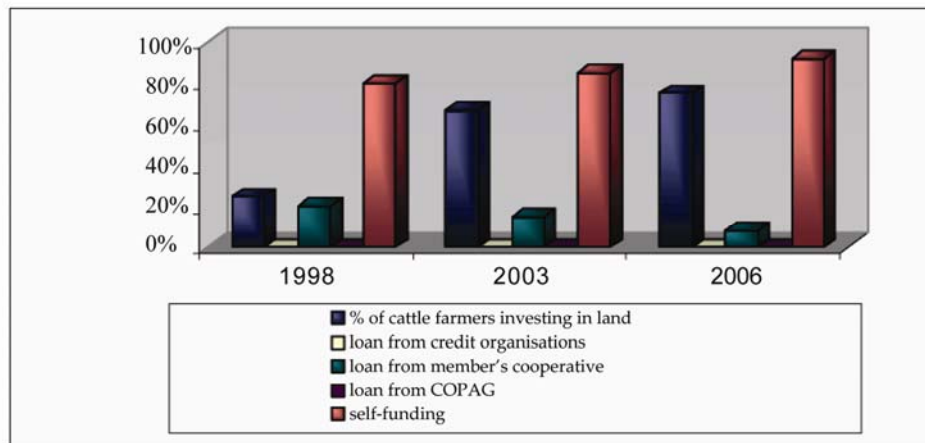 100%
80%
60%
40%
20%
0%
1998 2003 2006
% of cattle farmers investing in land
loan from credit organisations
loan from member's cooperative
loan from COPAG
self-funding